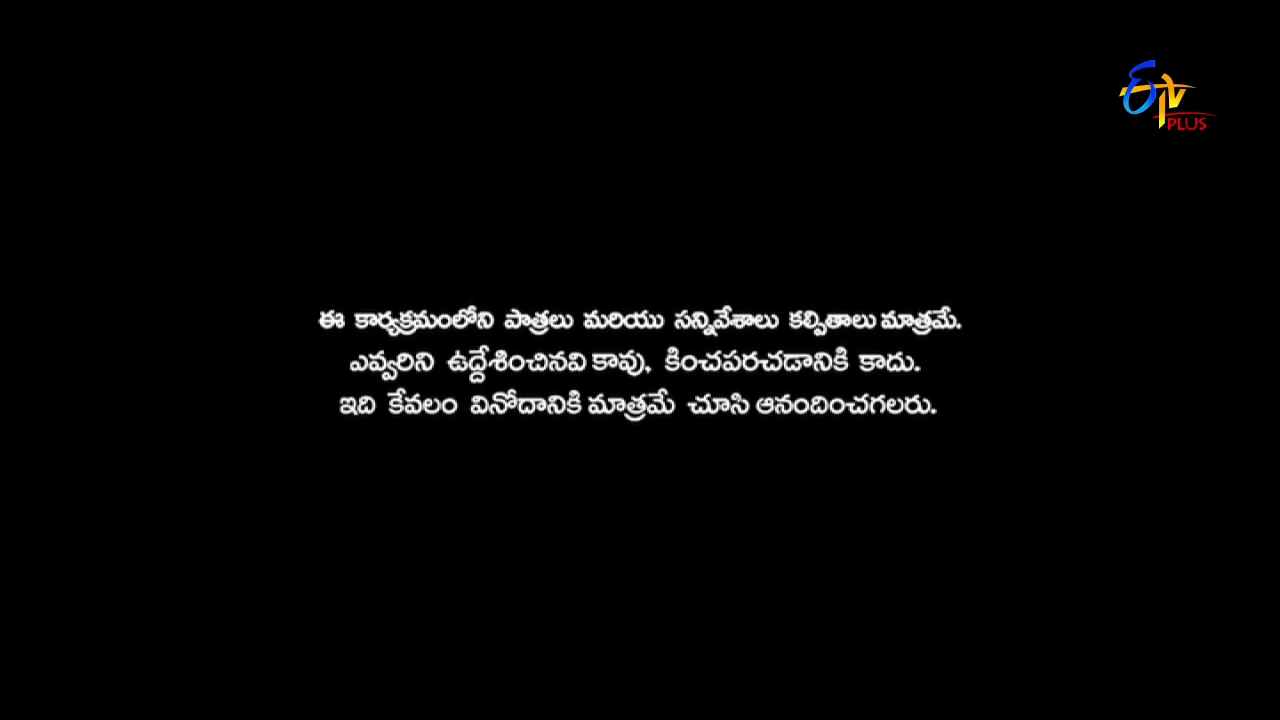 ETV
PLUS
ఈ కార్యక్రమంలోని పాత్రలు మరియు సన్నివేశాలు కల్పితాలు మాత్రమే.
ఎవ్వరిని ఉద్దేశించినవి కావు, కించపరచడానికి కాదు.
ఇది కేవలం వినోదానికి మాత్రమే చూసి ఆనందించగలరు.